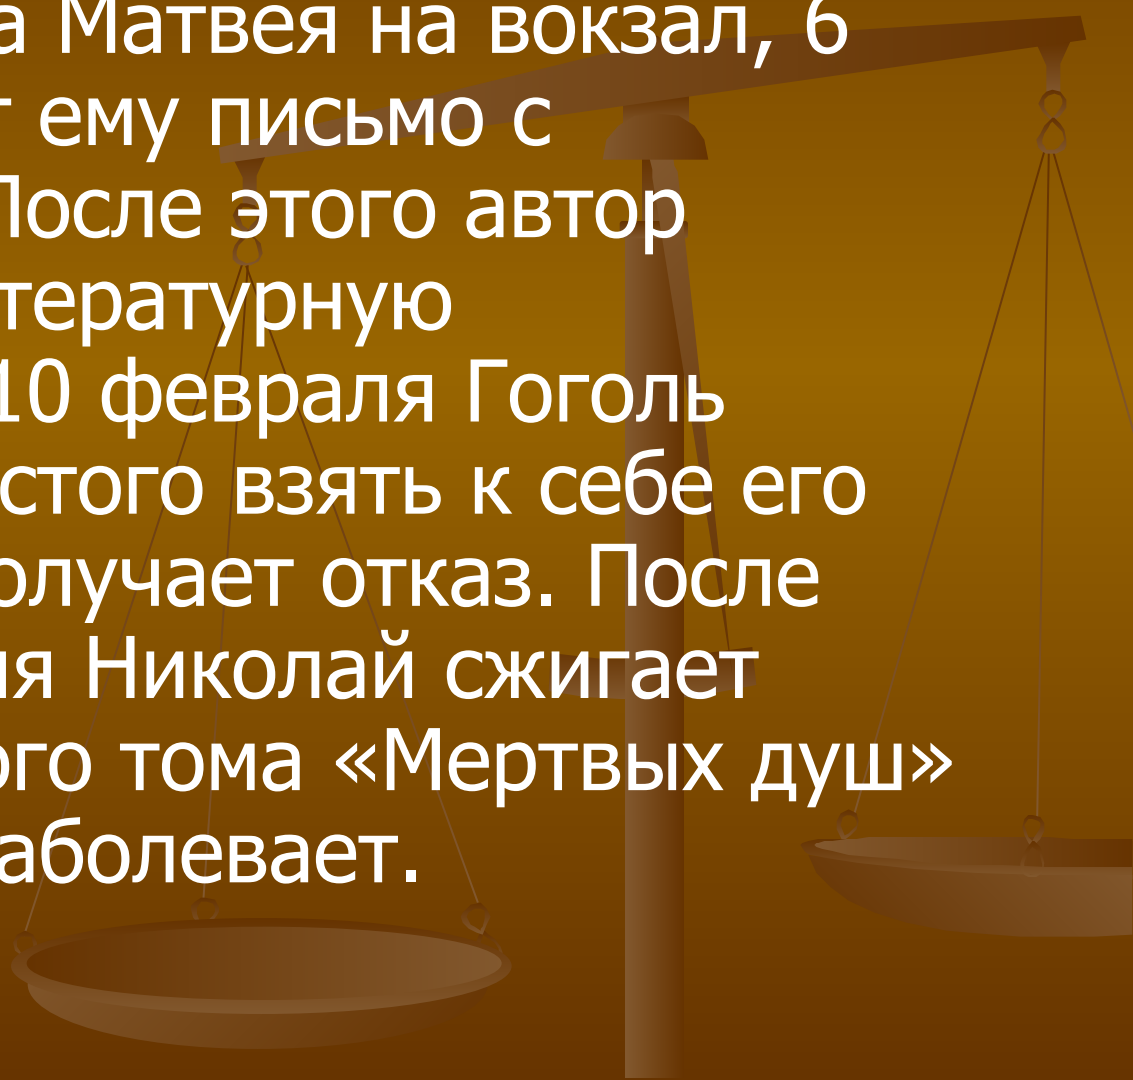 а Матвея на вокзал, 6
ему письмо с
После этого автор
тературную
10 февраля Гоголь
стого взять к себе его
олучает отказ. После
ия Николай сжигает
ого тома «Мертвых душ»
аболевает.